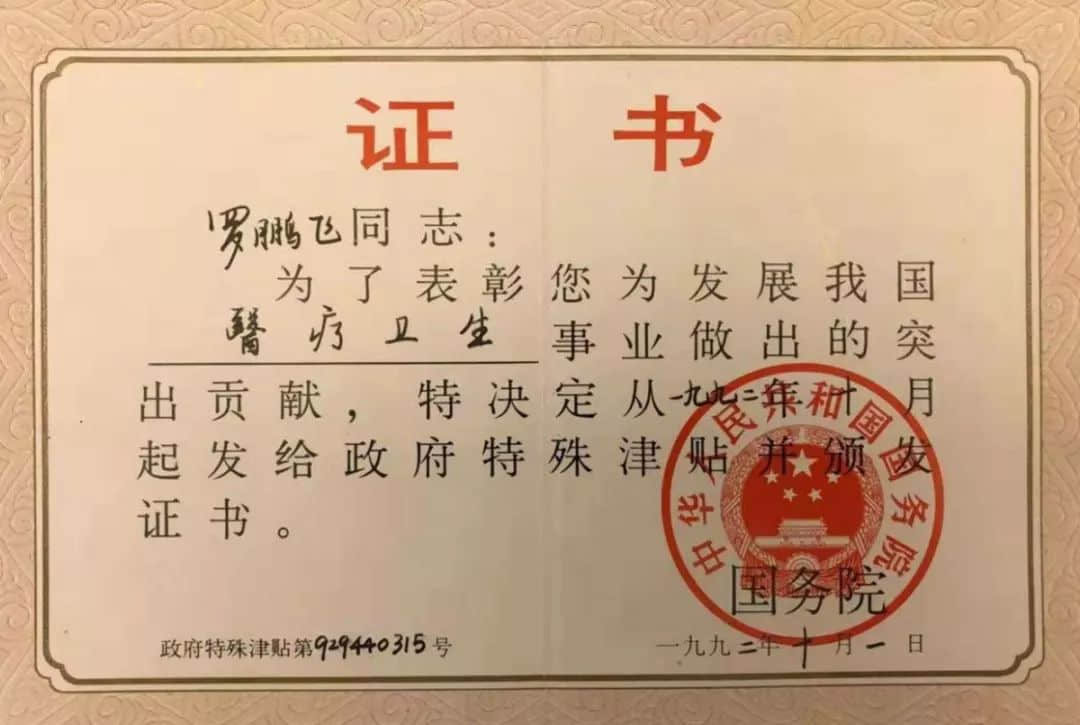 证书
罗鹏飞同志：
为了表彰您为发展我国
醫疗卫生事业做出的突
出贡献，特决定从一九九二年十月
起发给政府特殊津贴并颁发
证书。
中华人民共和国国务院
国务院
政府特殊津贴第929440315号
一九九二年十月一日